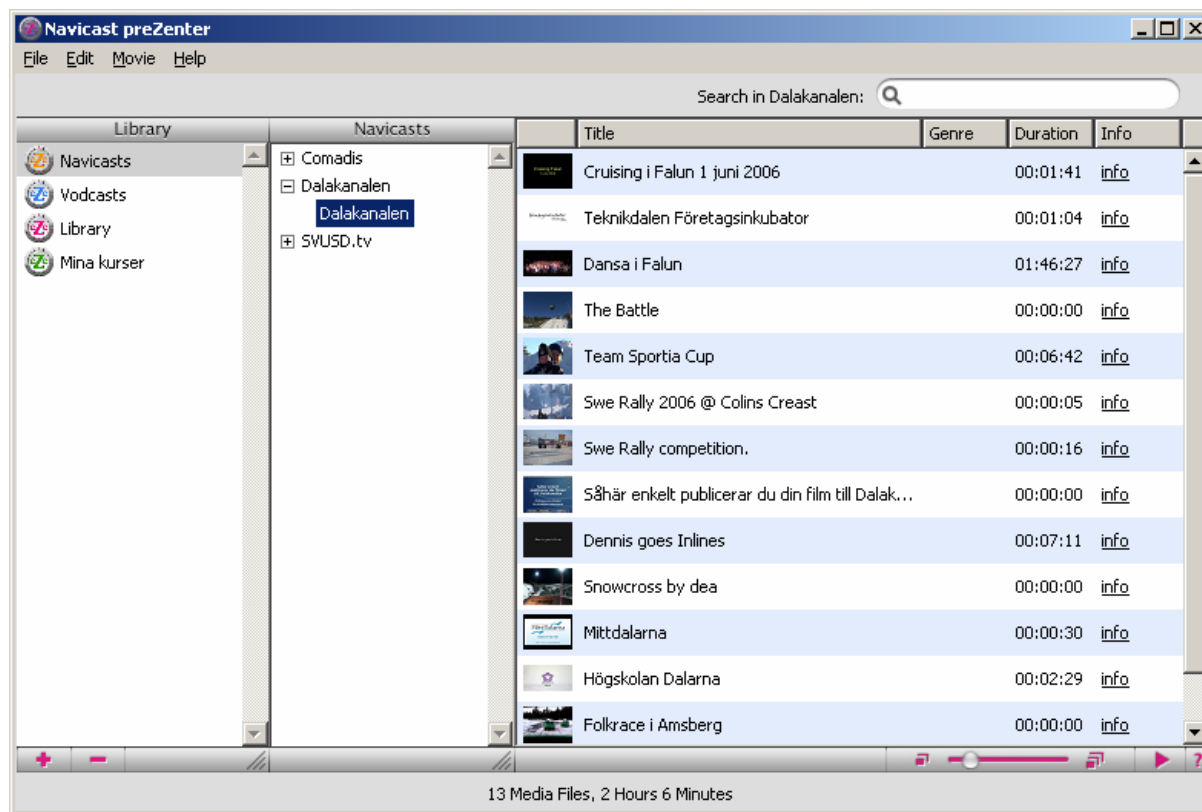 Navicast preZenter
File Edit Movie Help
Search in Dalakanalen:
Library
Navicasts
Vodcasts
Library
Mina kurser
Navicasts
Comadis
Dalakanalen
Dalakanalen
SVUSD.tv
Title Genre Duration Info
Cruising i Falun 1 juni 2006 00:01:41 info
Teknikdalen Företagsinkubator 00:01:04 info
Dansa i Falun 01:46:27 info
The Battle 00:00:00 info
Team Sportia Cup 00:06:42 info
Swe Rally 2006 @ Colins Creast 00:00:05 info
Swe Rally competition. 00:00:16 info
Såhär enkelt publicerar du din film till Dalak... 00:00:00 info
Dennis goes Inlines 00:07:11 info
Snowcross by dea 00:00:00 info
Mittdalarna 00:00:30 info
Högskolan Dalarna 00:02:29 info
Folkrace i Amsberg 00:00:00 info
13 Media Files, 2 Hours 6 Minutes